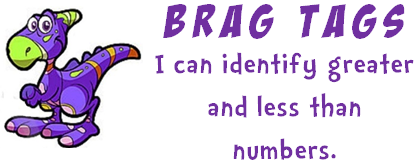 BRAG TAGS
I can identify greater
and less than
numbers.